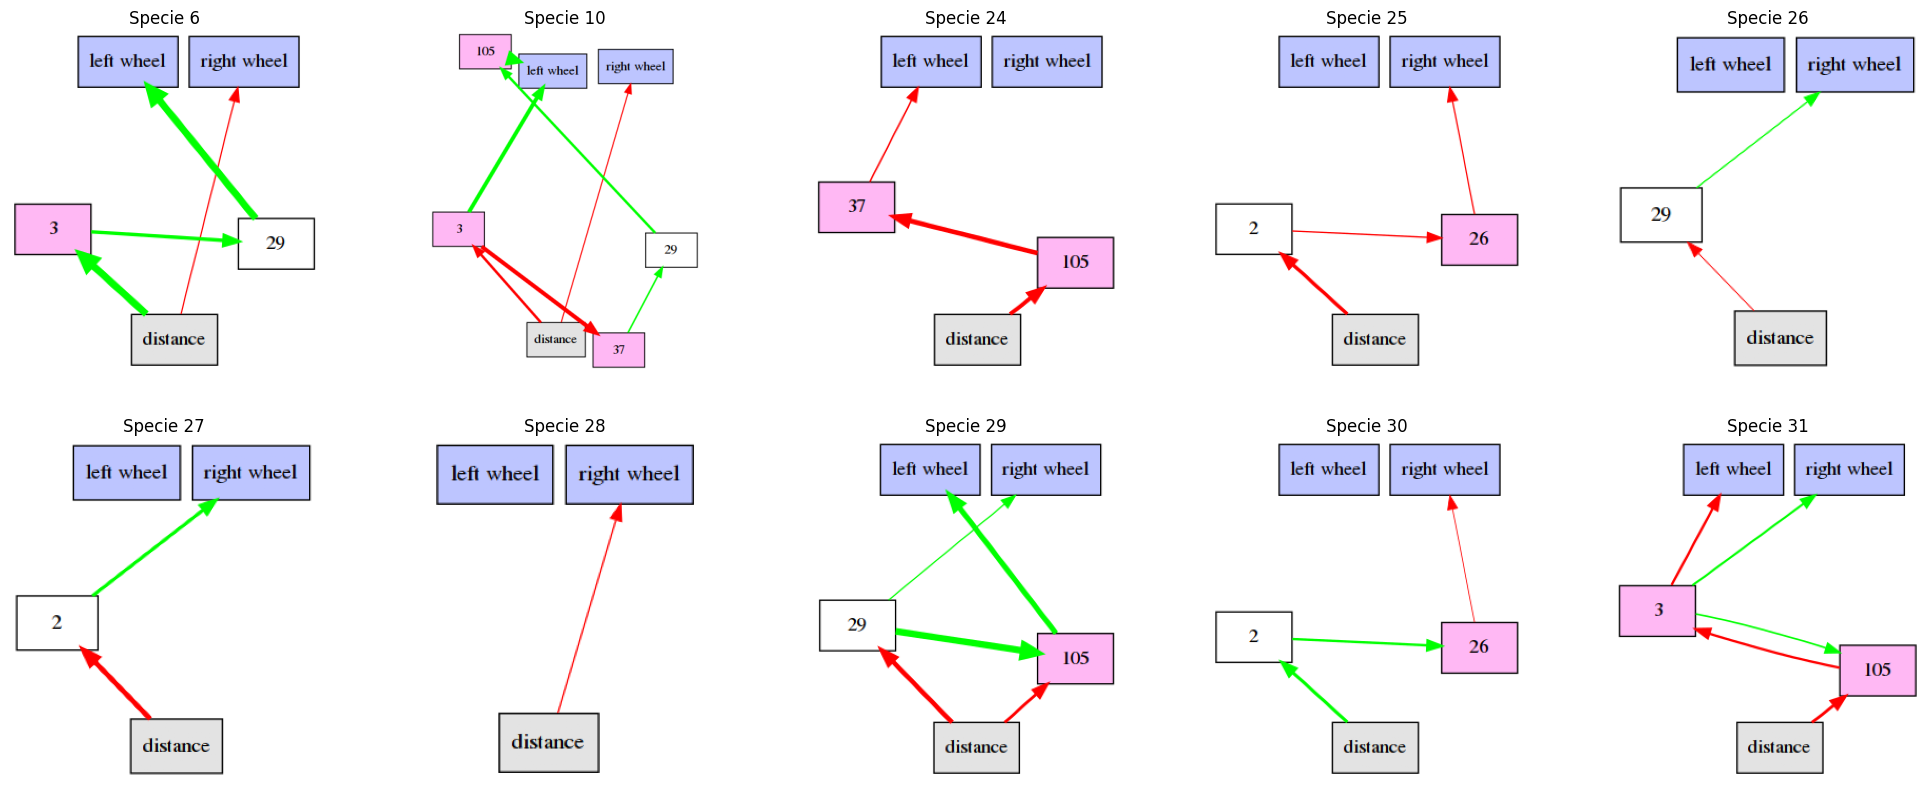 Specie 6
left wheel
right wheel
3
29
distance
Specie 10
105
left wheel
right wheel
3
29
distance
37
Specie 24
left wheel
right wheel
37
105
distance
Specie 25
left wheel
right wheel
2
26
distance
Specie 26
left wheel
right wheel
29
distance
Specie 27
left wheel
right wheel
2
distance
Specie 28
left wheel
right wheel
distance
Specie 29
left wheel
right wheel
29
105
distance
Specie 30
left wheel
right wheel
2
26
distance
Specie 31
left wheel
right wheel
3
105
distance